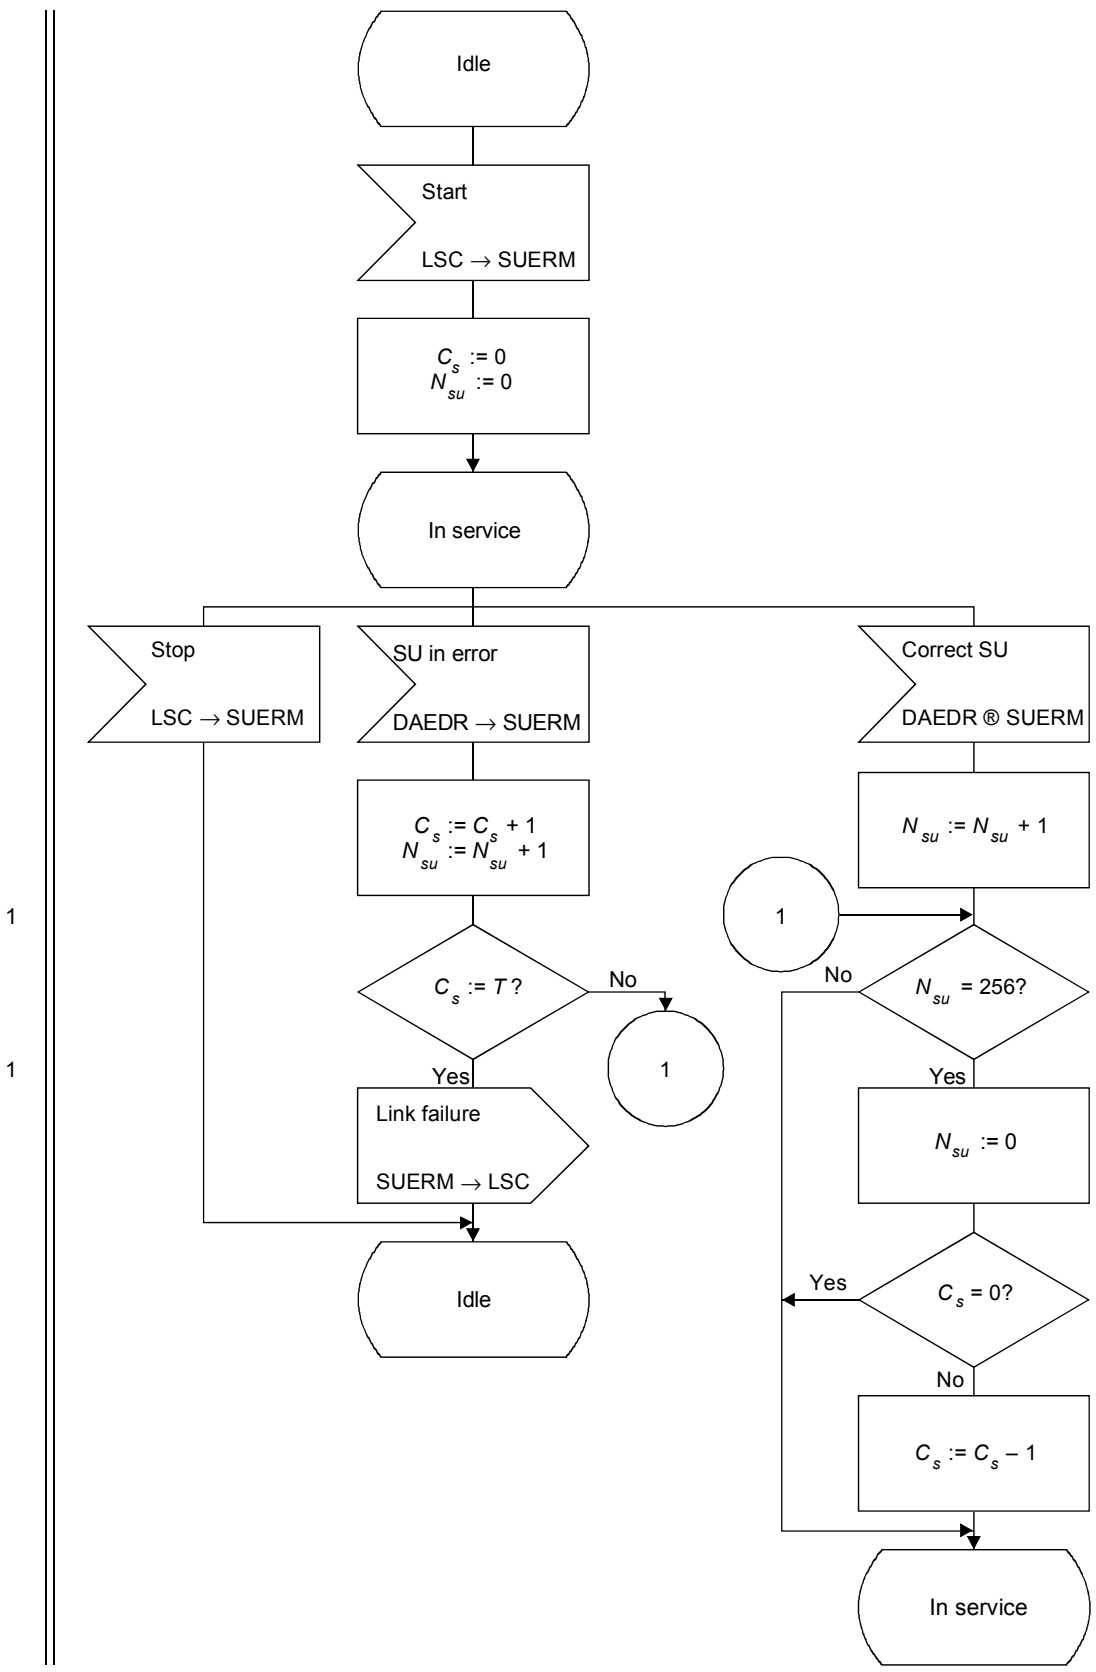 Idle
Start
LSC → SUERM
C_s := 0
N_su := 0
In service
Stop
LSC → SUERM
SU in error
DAEDR → SUERM
Correct SU
DAEDR ® SUERM
C_s := C_s + 1
N_su := N_su + 1
N_su := N_su + 1
1
1
C_s := T ?
No
No
N_su = 256?
1
1
Yes
Yes
Link failure
SUERM → LSC
N_su := 0
Idle
Yes
C_s = 0?
No
C_s := C_s – 1
In service